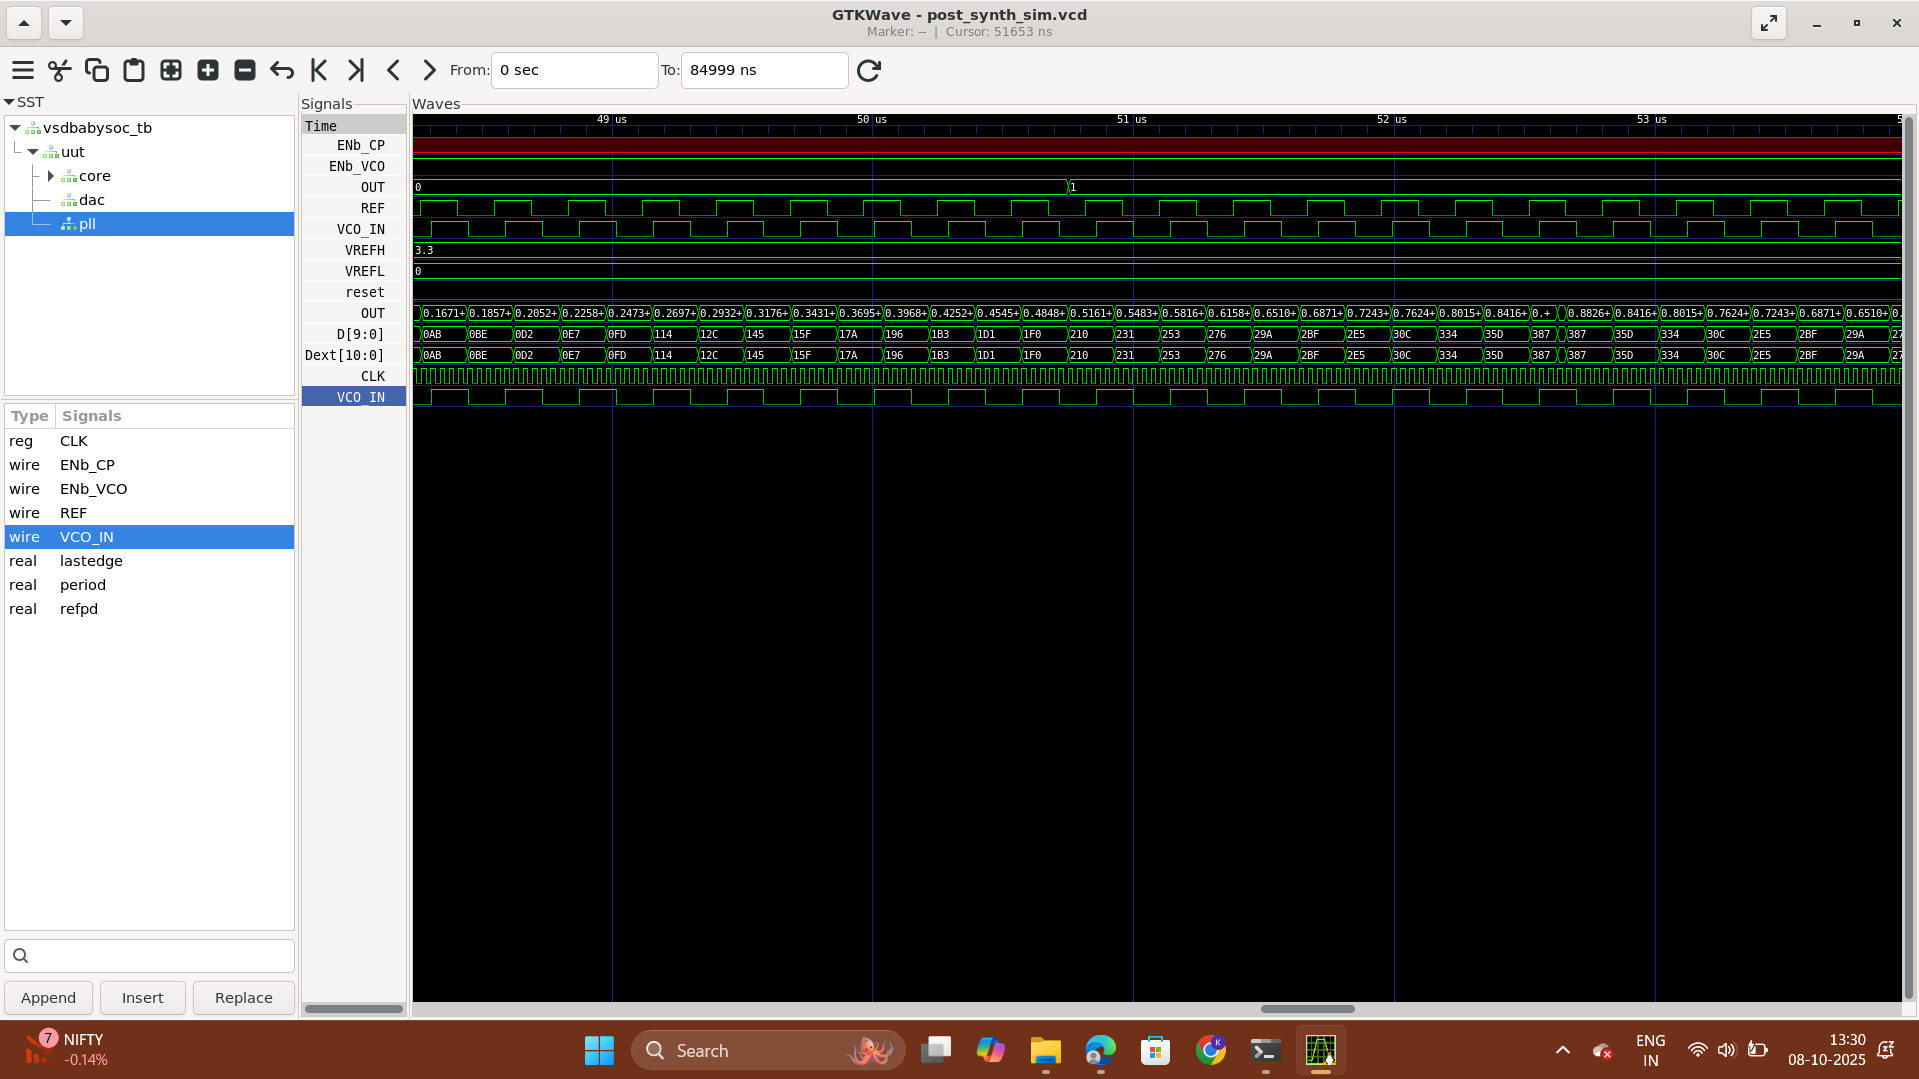 GTKWave - post_synth_sim.vcd
Marker: -- | Cursor: 51653 ns
From: 0 sec To: 84999 ns
SST
vsdbabysoc_tb
uut
core
dac
pll
Type Signals
reg CLK
wire ENb_CP
wire ENb_VCO
wire REF
wire VCO_IN
real lastedge
real period
real refpd
Append Insert Replace
Signals
Time
ENb_CP
ENb_VCO
OUT
REF
VCO_IN
VREFH
VREFL
reset
OUT
D[9:0]
Dext[10:0]
CLK
VCO_IN
Waves
49 us 50 us 51 us 52 us 53 us 5
0 1
3.3
0
0.1671+ 0.1857+ 0.2052+ 0.2258+ 0.2473+ 0.2697+ 0.2932+ 0.3176+ 0.3431+ 0.3695+ 0.3968+ 0.4252+ 0.4545+ 0.4848+ 0.5161+ 0.5483+ 0.5816+ 0.6158+ 0.6510+ 0.6871+ 0.7243+ 0.7624+ 0.8015+ 0.8416+ 0.+ 0.8826+ 0.8416+ 0.8015+ 0.7624+ 0.7243+ 0.6871+ 0.6510+ 0.
0AB 0BE 0D2 0E7 0FD 114 12C 145 15F 17A 196 1B3 1D1 1F0 210 231 253 276 29A 2BF 2E5 30C 334 35D 387 387 35D 334 30C 2E5 2BF 29A 27
0AB 0BE 0D2 0E7 0FD 114 12C 145 15F 17A 196 1B3 1D1 1F0 210 231 253 276 29A 2BF 2E5 30C 334 35D 387 387 35D 334 30C 2E5 2BF 29A 27
7
NIFTY
-0.14%
Search
K
ENG
IN
13:30
08-10-2025